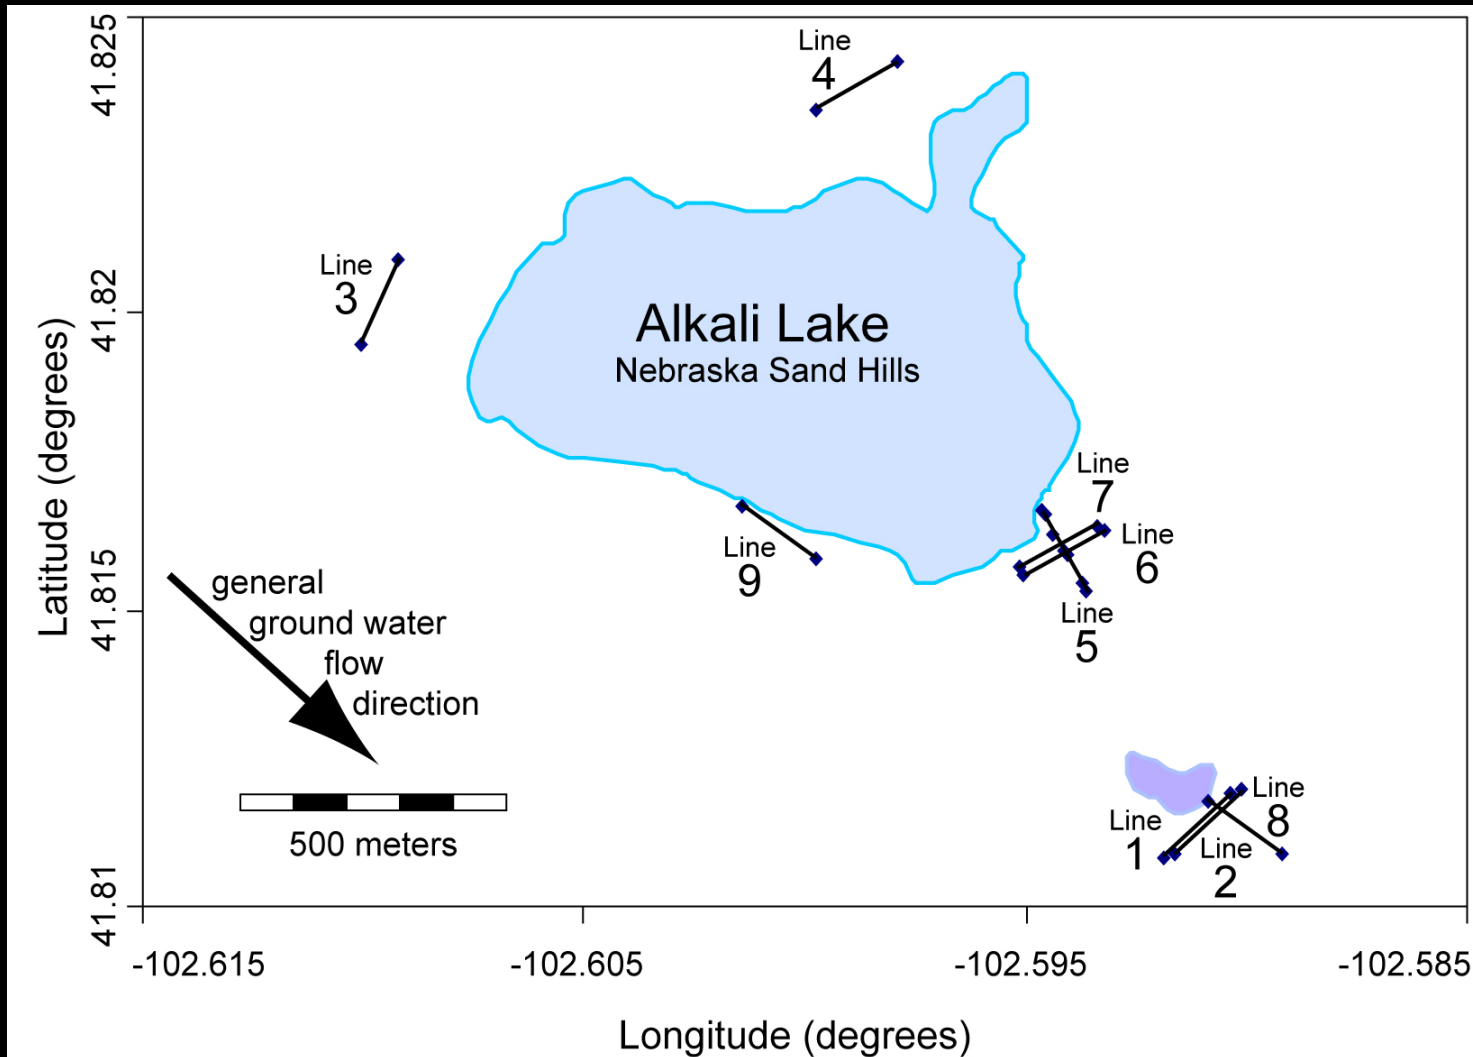 Line
4
Line
3
Alkali Lake
Nebraska Sand Hills
Line
7
Line
6
Line
5
Line
9
general
ground water
flow
direction
500 meters
Line
1
Line
2
Line
8
41.825
41.82
41.815
41.81
Latitude (degrees)
-102.615
-102.605
-102.595
-102.585
Longitude (degrees)